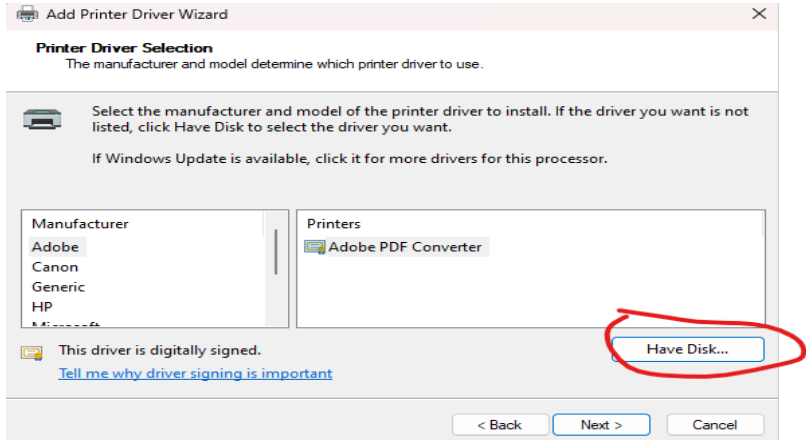 Add Printer Driver Wizard
Printer Driver Selection
The manufacturer and model determine which printer driver to use.
Select the manufacturer and model of the printer driver to install. If the driver you want is not
listed, click Have Disk to select the driver you want.
If Windows Update is available, click it for more drivers for this processor.
Manufacturer
Adobe
Canon
Generic
HP
Microsoft
Printers
Adobe PDF Converter
This driver is digitally signed.
Have Disk...
Tell me why driver signing is important
< Back
Next >
Cancel